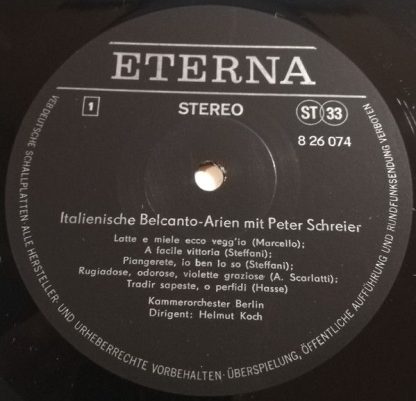 ETERNA
1
STEREO
ST 33
8 26 074
Italienische Belcanto-Arien mit Peter Schreier
Latte e miele ecco vegg'ia (Marcello);
A facile vittoria (Steffani);
Piangerete, io ben lo so (Steffani);
Rugiadose, odorose, violette graziose (A. Scarlatti);
Tradir sapeste, o perfidi (Hasse)
Kammerorchester Berlin
Dirigent: Helmut Koch
VEB DEUTSCHE SCHALLPLATTEN ALLE HERSTELLER- UND URHEBERRECHTE VORBEHALTEN · ÜBERSPIELUNG, ÖFFENTLICHE AUFFÜHRUNG UND RUNDFUNKSENDUNG VERBOTEN